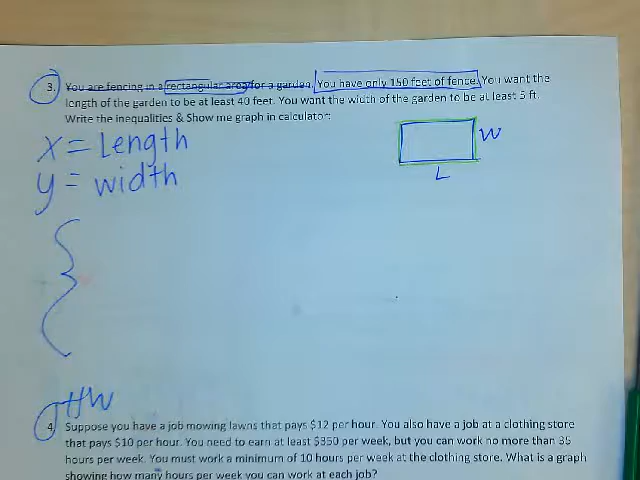 3. You are fencing in a rectangular area for a garden. You have only 150 feet of fence. You want the
length of the garden to be at least 40 feet. You want the width of the garden to be at least 5 ft.
Write the inequalities & Show me graph in calculator:
x = Length
y = width
W
L
HW
4. Suppose you have a job mowing lawns that pays $12 per hour. You also have a job at a clothing store
that pays $10 per hour. You need to earn at least $350 per week, but you can work no more than 35
hours per week. You must work a minimum of 10 hours per week at the clothing store. What is a graph
showing how many hours per week you can work at each job?